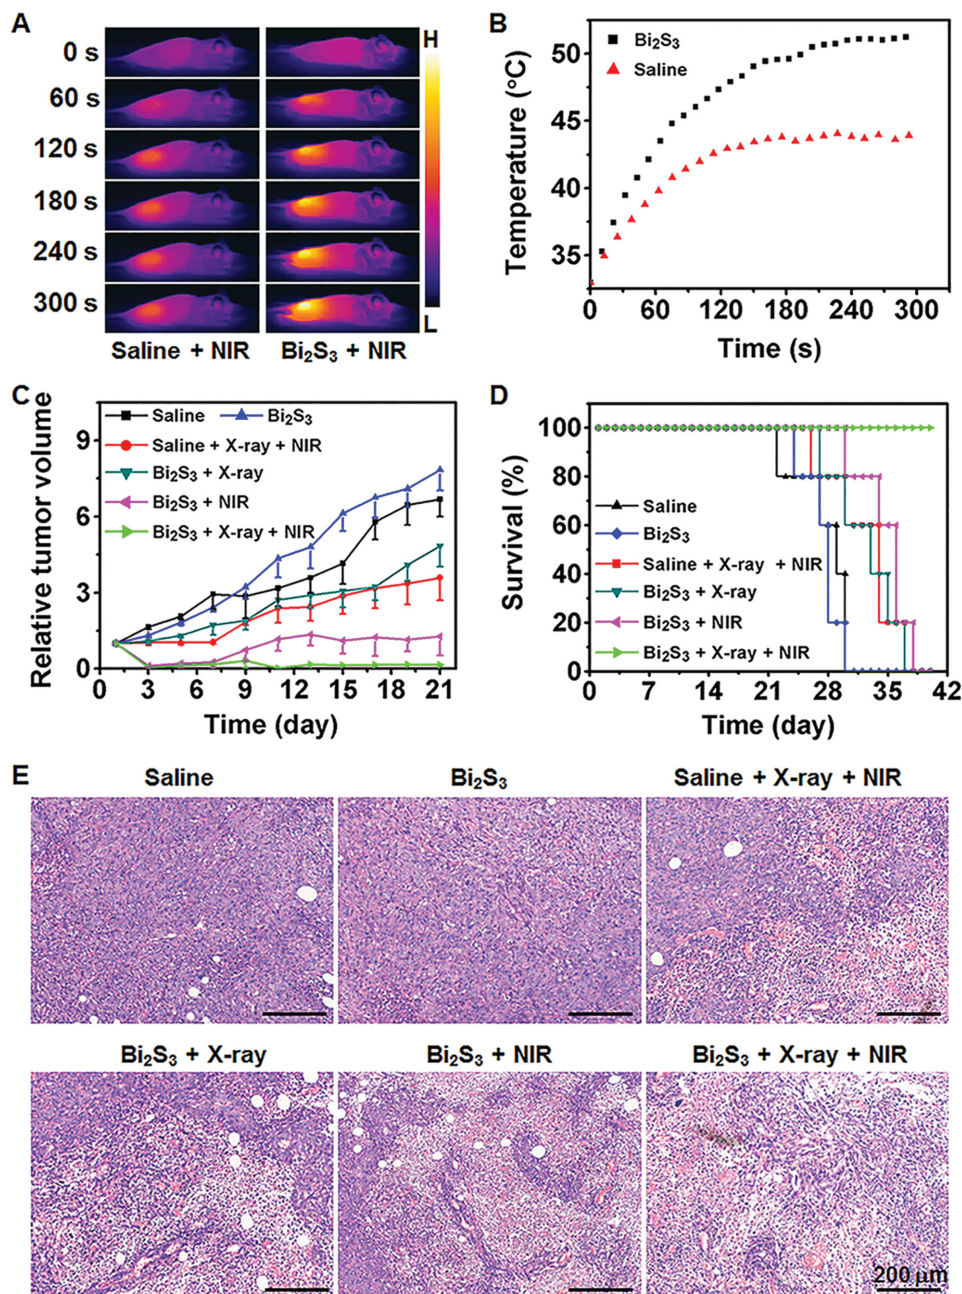 A
0 s
60 s
120 s
180 s
240 s
300 s
H
L
Saline + NIR
Bi₂S₃ + NIR
B
Temperature (°C)
50
45
40
35
Bi₂S₃
Saline
0 60 120 180 240 300
Time (s)
C
Relative tumor volume
9
6
3
0
Saline
Bi₂S₃
Saline + X-ray + NIR
Bi₂S₃ + X-ray
Bi₂S₃ + NIR
Bi₂S₃ + X-ray + NIR
0 3 6 9 12 15 18 21
Time (day)
D
Survival (%)
100
80
60
40
20
0
Saline
Bi₂S₃
Saline + X-ray + NIR
Bi₂S₃ + X-ray
Bi₂S₃ + NIR
Bi₂S₃ + X-ray + NIR
0 7 14 21 28 35 42
Time (day)
E
Saline
Bi₂S₃
Saline + X-ray + NIR
Bi₂S₃ + X-ray
Bi₂S₃ + NIR
Bi₂S₃ + X-ray + NIR
200 μm